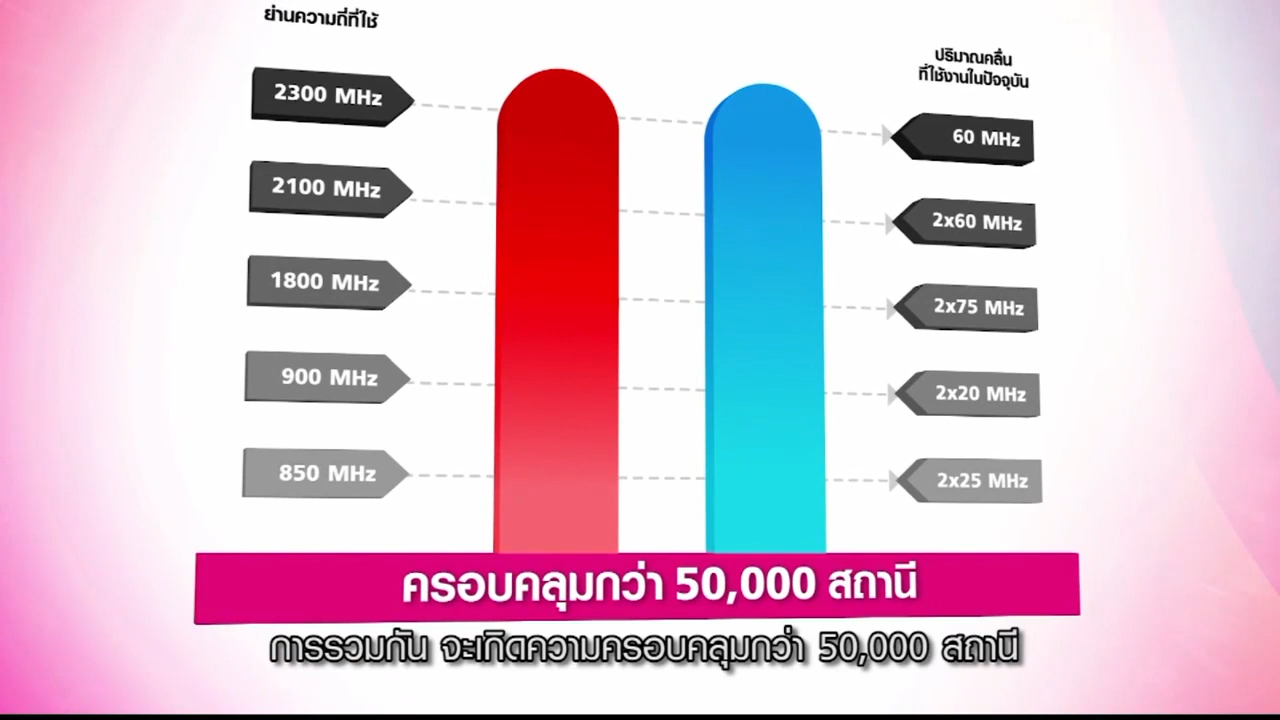 ย่านความถี่ที่ใช้
ปริมาณคลื่น
ที่ใช้งานในปัจจุบัน
2300 MHz
60 MHz
2100 MHz
2x60 MHz
1800 MHz
2x75 MHz
900 MHz
2x20 MHz
850 MHz
2x25 MHz
ครอบคลุมกว่า 50,000 สถานี
การรวมกัน จะเกิดความครอบคลุมกว่า 50,000 สถานี